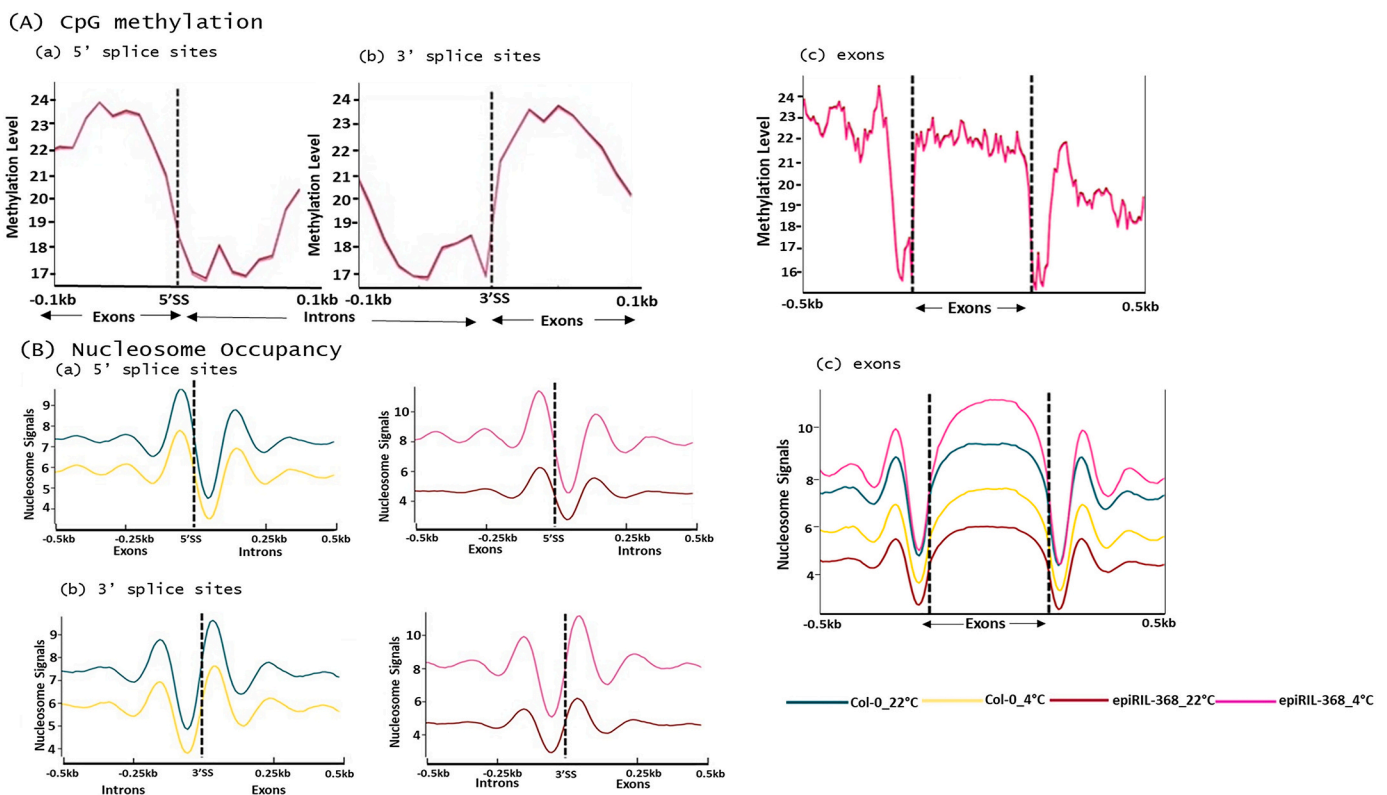 (A) CpG methylation
(a) 5’ splice sites
Methylation Level
24
23
22
21
20
19
18
17
-0.1kb
5’SS
0.1kb
Exons
Introns
(b) 3’ splice sites
Methylation Level
24
23
22
21
20
19
18
17
-0.1kb
3’SS
0.1kb
Exons
(c) exons
Methylation Level
24
23
22
21
20
19
18
17
16
-0.5kb
Exons
0.5kb
(B) Nucleosome Occupancy
(a) 5’ splice sites
Nucleosome Signals
9
8
7
6
5
4
-0.5kb
-0.25kb
5’SS
0.25kb
0.5kb
Exons
Introns
Nucleosome Signals
10
8
6
4
-0.5kb
-0.25kb
5’SS
0.25kb
0.5kb
Exons
Introns
(c) exons
Nucleosome Signals
10
8
6
4
-0.5kb
Exons
0.5kb
(b) 3’ splice sites
Nucleosome Signals
9
8
7
6
5
4
-0.5kb
-0.25kb
3’SS
0.25kb
0.5kb
Introns
Exons
Nucleosome Signals
10
8
6
4
-0.5kb
-0.25kb
3’SS
0.25kb
0.5kb
Introns
Exons
Col-0_22°C
Col-0_4°C
epiRIL-368_22°C
epiRIL-368_4°C